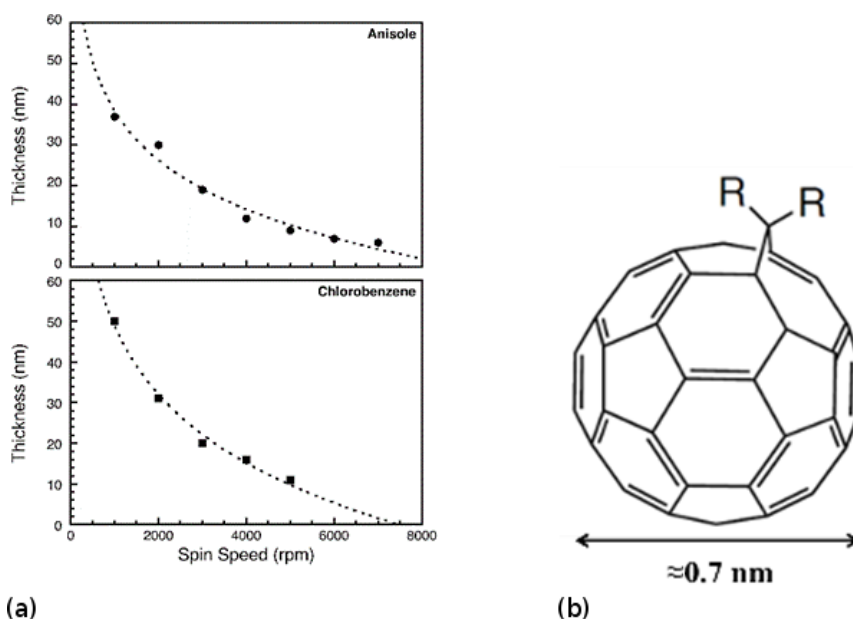 60
50
40
30
20
10
0
Thickness (nm)
Anisole
60
50
40
30
20
10
0
Thickness (nm)
Chlorobenzene
0 2000 4000 6000 8000
Spin Speed (rpm)
R R
≈0.7 nm
(a) (b)